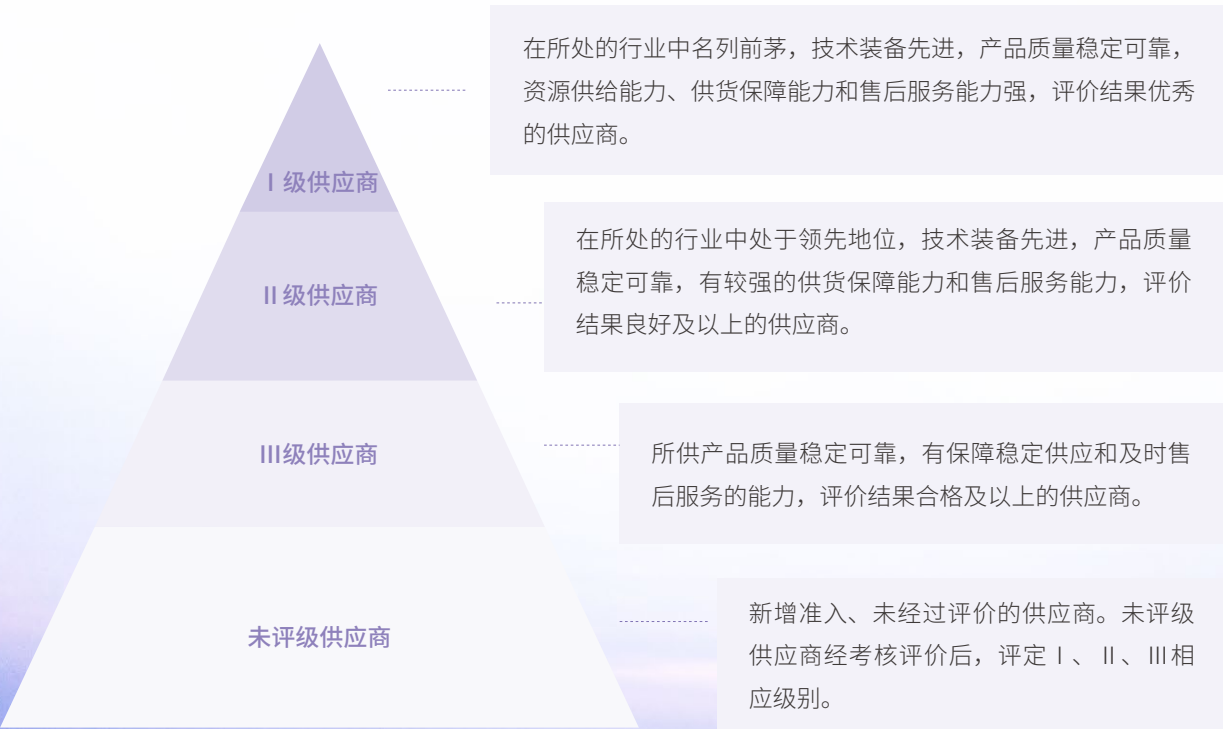 在所处的行业中名列前茅，技术装备先进，产品质量稳定可靠，
资源供给能力、供货保障能力和售后服务能力强，评价结果优秀
的供应商。
Ⅰ级供应商
在所处的行业中处于领先地位，技术装备先进，产品质量
稳定可靠，有较强的供货保障能力和售后服务能力，评价
结果良好及以上的供应商。
Ⅱ级供应商
所供产品质量稳定可靠，有保障稳定供应和及时售
后服务的能力，评价结果合格及以上的供应商。
Ⅲ级供应商
新增准入、未经过评价的供应商。未评级
供应商经考核评价后，评定Ⅰ、Ⅱ、Ⅲ相
应级别。
未评级供应商